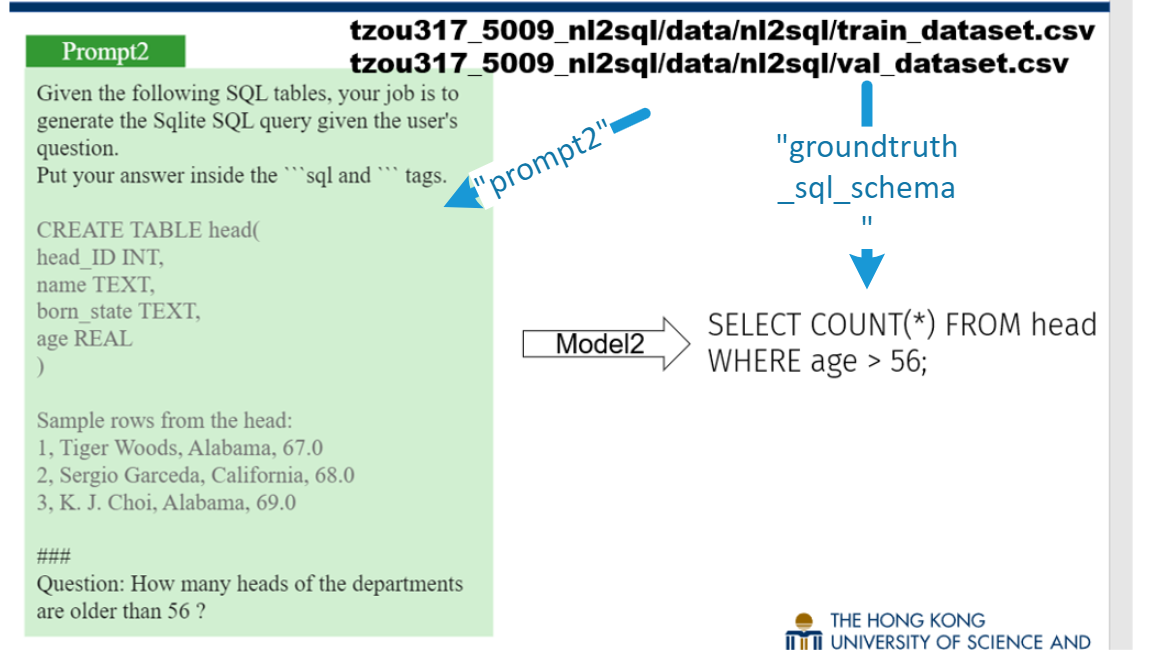 tzou317_5009_nl2sql/data/nl2sql/train_dataset.csv
tzou317_5009_nl2sql/data/nl2sql/val_dataset.csv
Prompt2
Given the following SQL tables, your job is to
generate the Sqlite SQL query given the user's
question.
Put your answer inside the ```sql and ``` tags.
CREATE TABLE head(
head_ID INT,
name TEXT,
born_state TEXT,
age REAL
)
Sample rows from the head:
1, Tiger Woods, Alabama, 67.0
2, Sergio Garceda, California, 68.0
3, K. J. Choi, Alabama, 69.0
###
Question: How many heads of the departments
are older than 56 ?
"prompt2"
"groundtruth
_sql_schema
"
Model2
SELECT COUNT(*) FROM head
WHERE age > 56;
THE HONG KONG
UNIVERSITY OF SCIENCE AND